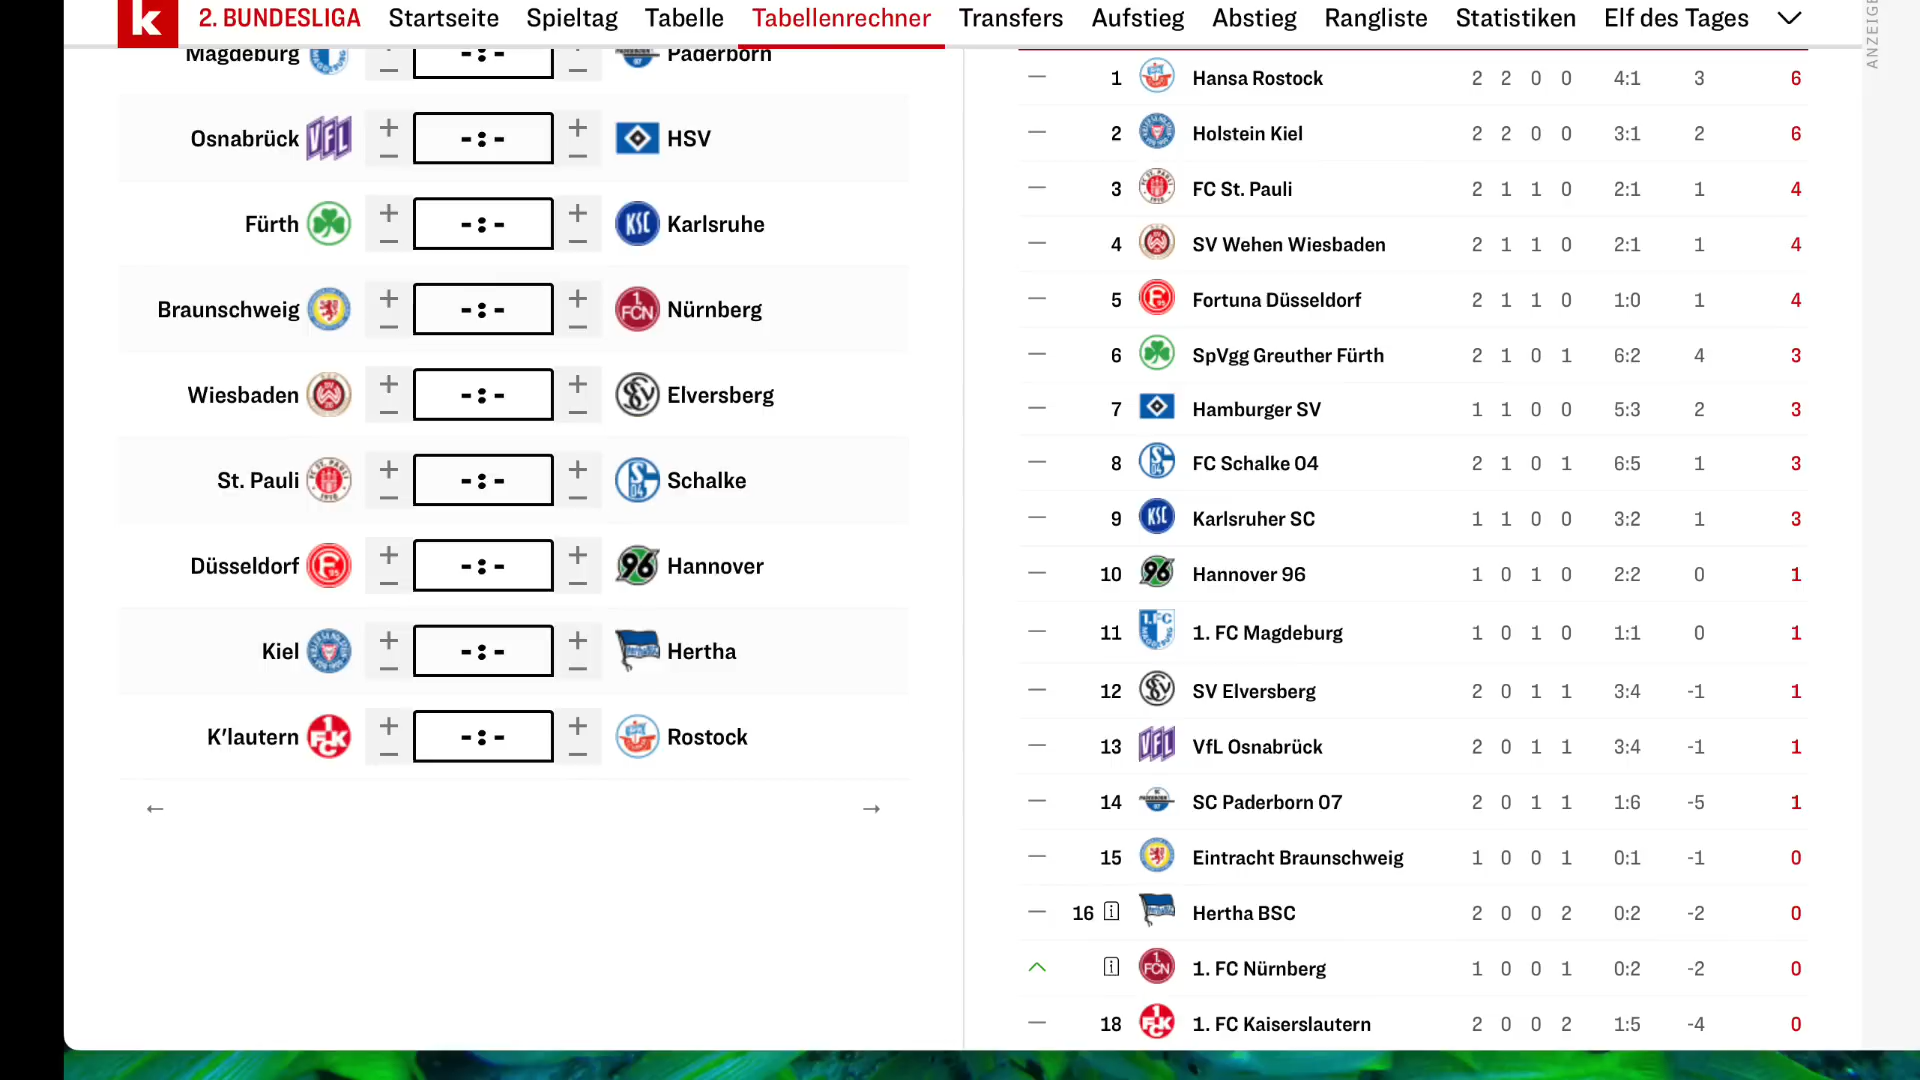 k 2. BUNDESLIGA Startseite Spieltag Tabelle Tabellenrechner Transfers Aufstieg Abstieg Rangliste Statistiken Elf des Tages
ANZEIGE
Magdeburg -:- Paderborn
Osnabrück + − -:- + − HSV
Fürth + − -:- + − Karlsruhe
Braunschweig + − -:- + − Nürnberg
Wiesbaden + − -:- + − Elversberg
St. Pauli + − -:- + − Schalke
Düsseldorf + − -:- + − Hannover
Kiel + − -:- + − Hertha
K'lautern + − -:- + − Rostock
← →
— 1 Hansa Rostock 2 2 0 0 4:1 3 6
— 2 Holstein Kiel 2 2 0 0 3:1 2 6
— 3 FC St. Pauli 2 1 1 0 2:1 1 4
— 4 SV Wehen Wiesbaden 2 1 1 0 2:1 1 4
— 5 Fortuna Düsseldorf 2 1 1 0 1:0 1 4
— 6 SpVgg Greuther Fürth 2 1 0 1 6:2 4 3
— 7 Hamburger SV 1 1 0 0 5:3 2 3
— 8 FC Schalke 04 2 1 0 1 6:5 1 3
— 9 Karlsruher SC 1 1 0 0 3:2 1 3
— 10 Hannover 96 1 0 1 0 2:2 0 1
— 11 1. FC Magdeburg 1 0 1 0 1:1 0 1
— 12 SV Elversberg 2 0 1 1 3:4 -1 1
— 13 VfL Osnabrück 2 0 1 1 3:4 -1 1
— 14 SC Paderborn 07 2 0 1 1 1:6 -5 1
— 15 Eintracht Braunschweig 1 0 0 1 0:1 -1 0
— 16 i Hertha BSC 2 0 0 2 0:2 -2 0
i 1. FC Nürnberg 1 0 0 1 0:2 -2 0
— 18 1. FC Kaiserslautern 2 0 0 2 1:5 -4 0